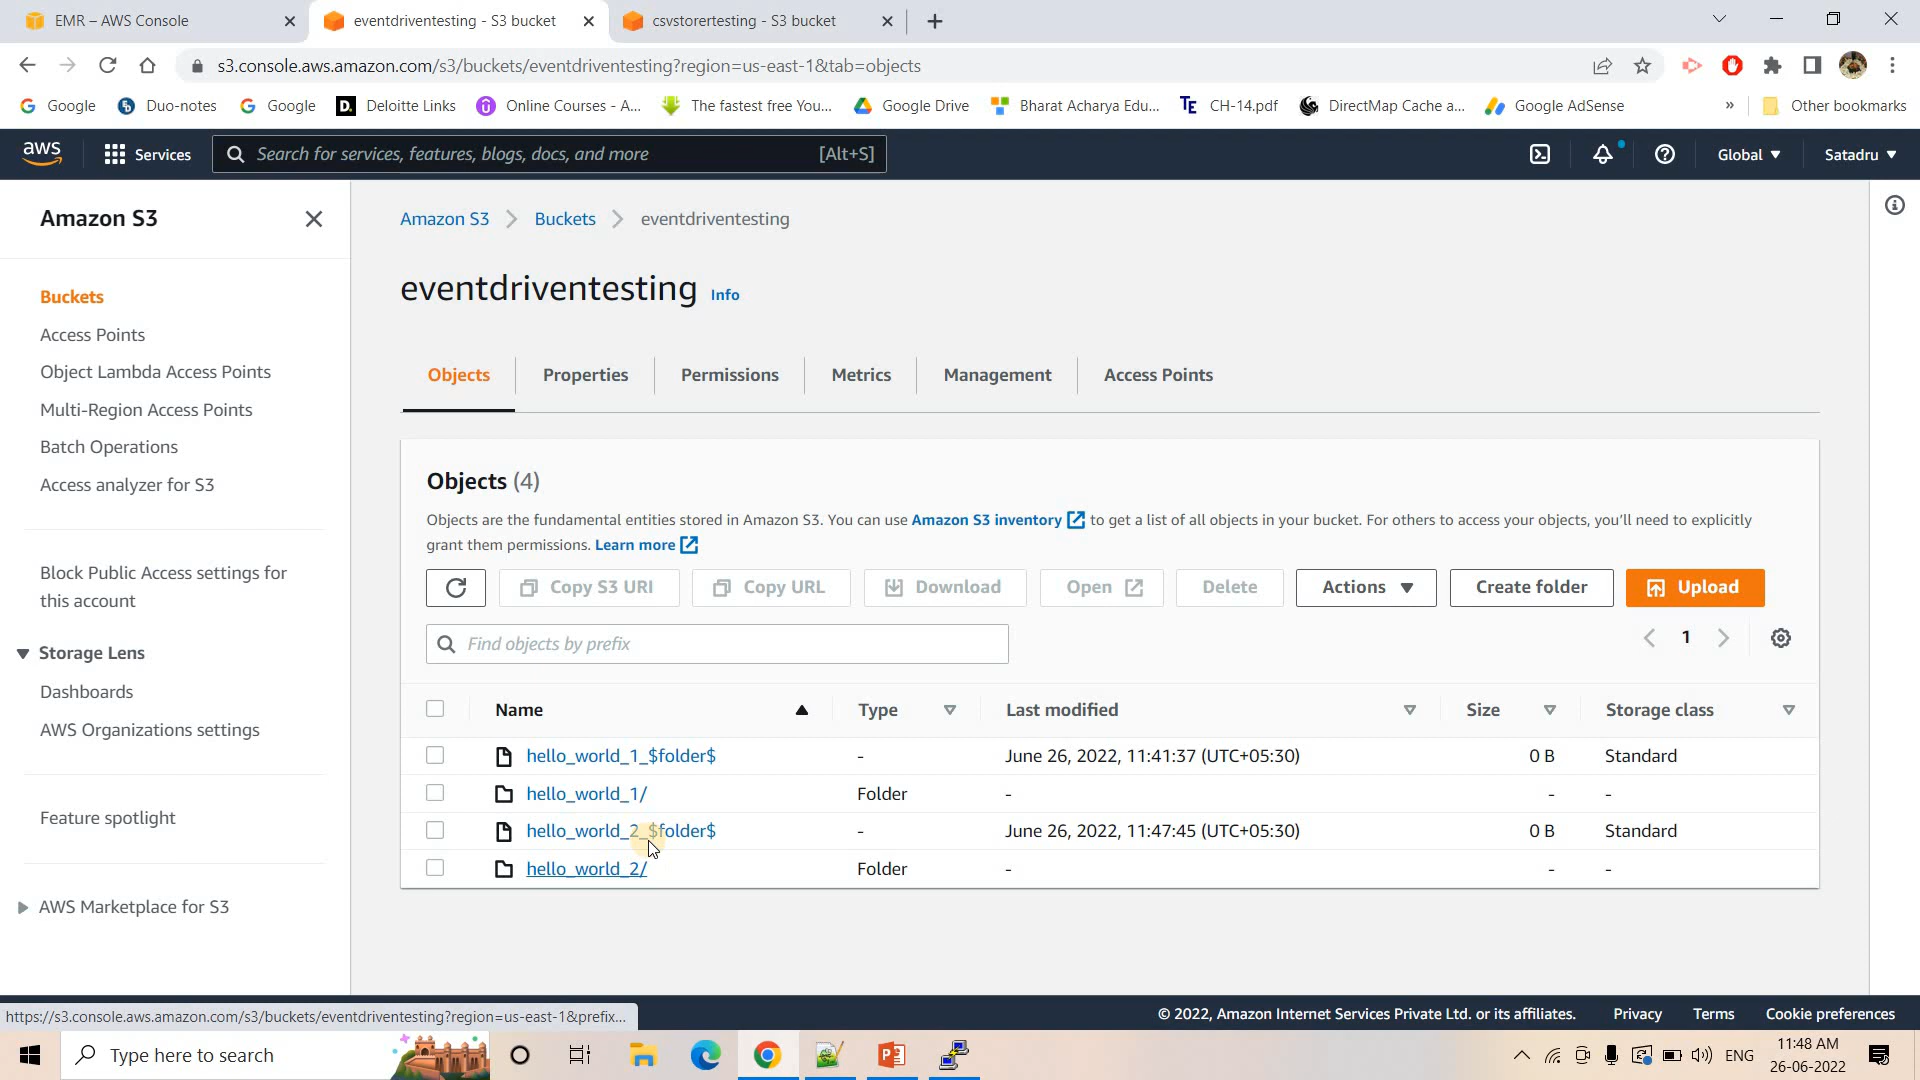 EMR – AWS Console
eventdriventesting - S3 bucket
csvstorertesting - S3 bucket
s3.console.aws.amazon.com/s3/buckets/eventdriventesting?region=us-east-1&tab=objects
Google
Duo-notes
Google
D. Deloitte Links
Online Courses - A...
The fastest free You...
Google Drive
Bharat Acharya Edu...
TE CH-14.pdf
DirectMap Cache a...
Google AdSense
»
Other bookmarks
aws
Services
Search for services, features, blogs, docs, and more [Alt+S]
Global ▼
Satadru ▼
Amazon S3
Buckets
Access Points
Object Lambda Access Points
Multi-Region Access Points
Batch Operations
Access analyzer for S3
Block Public Access settings for
this account
Storage Lens
Dashboards
AWS Organizations settings
Feature spotlight
AWS Marketplace for S3
Amazon S3 > Buckets > eventdriventesting
eventdriventesting Info
Objects Properties Permissions Metrics Management Access Points
Objects (4)
Objects are the fundamental entities stored in Amazon S3. You can use Amazon S3 inventory to get a list of all objects in your bucket. For others to access your objects, you'll need to explicitly
grant them permissions. Learn more
Copy S3 URI Copy URL Download Open Delete Actions ▼ Create folder Upload
Find objects by prefix
< 1 >
Name Type Last modified Size Storage class
hello_world_1_$folder$ - June 26, 2022, 11:41:37 (UTC+05:30) 0 B Standard
hello_world_1/ Folder - - -
hello_world_2_$folder$ - June 26, 2022, 11:47:45 (UTC+05:30) 0 B Standard
hello_world_2/ Folder - - -
https://s3.console.aws.amazon.com/s3/buckets/eventdriventesting?region=us-east-1&prefix...
© 2022, Amazon Internet Services Private Ltd. or its affiliates. Privacy Terms Cookie preferences
Type here to search
ENG
11:48 AM
26-06-2022